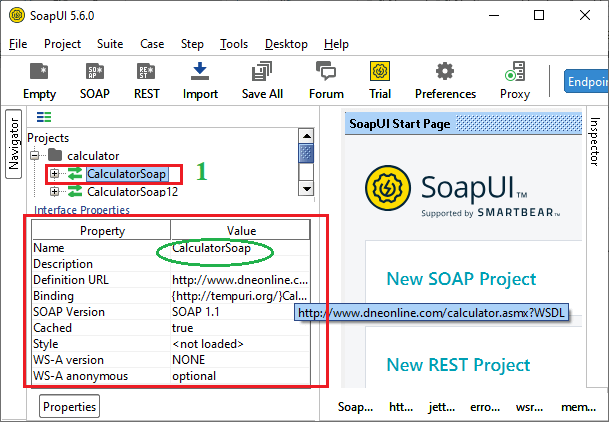 SoapUI 5.6.0
File Project Suite Case Step Tools Desktop Help
Empty SOAP REST Import Save All Forum Trial Preferences Proxy Endpoin
SO
AP
RE
ST
Navigator
Projects
calculator
CalculatorSoap 1
CalculatorSoap12
Interface Properties
Property Value
Name CalculatorSoap
Description
Definition URL http://www.dneonline.c...
Binding {http://tempuri.org/}Cal...
SOAP Version SOAP 1.1
Cached true
Style <not loaded>
WS-A version NONE
WS-A anonymous optional
Properties
http://www.dneonline.com/calculator.asmx?WSDL
SoapUI Start Page
SoapUI™
Supported by SMARTBEAR™
New SOAP Project
New REST Project
Inspector
Soap... htt... jett... erro... wsr... mem...